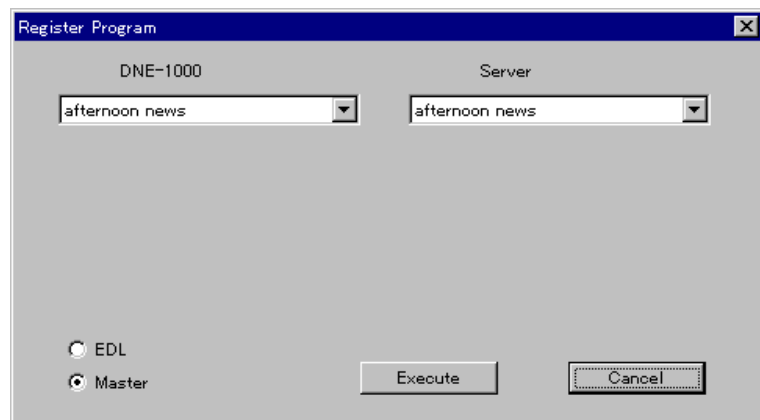 Register Program
DNE-1000 Server
afternoon news afternoon news
EDL
Master Execute Cancel